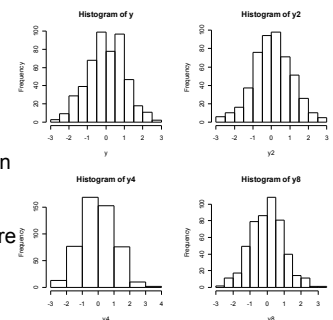 Histogram of y
Histogram of y2
Frequency
0 20 40 60 80 100
-3 -2 -1 0 1 2 3
y
Frequency
0 20 40 60 80 100
-3 -2 -1 0 1 2 3
y2
n
Histogram of y4
Histogram of y8
re
Frequency
0 50 100 150
-3 -2 -1 0 1 2 3 4
y4
Frequency
0 20 40 60 80 100
-3 -2 -1 0 1 2 3
y8